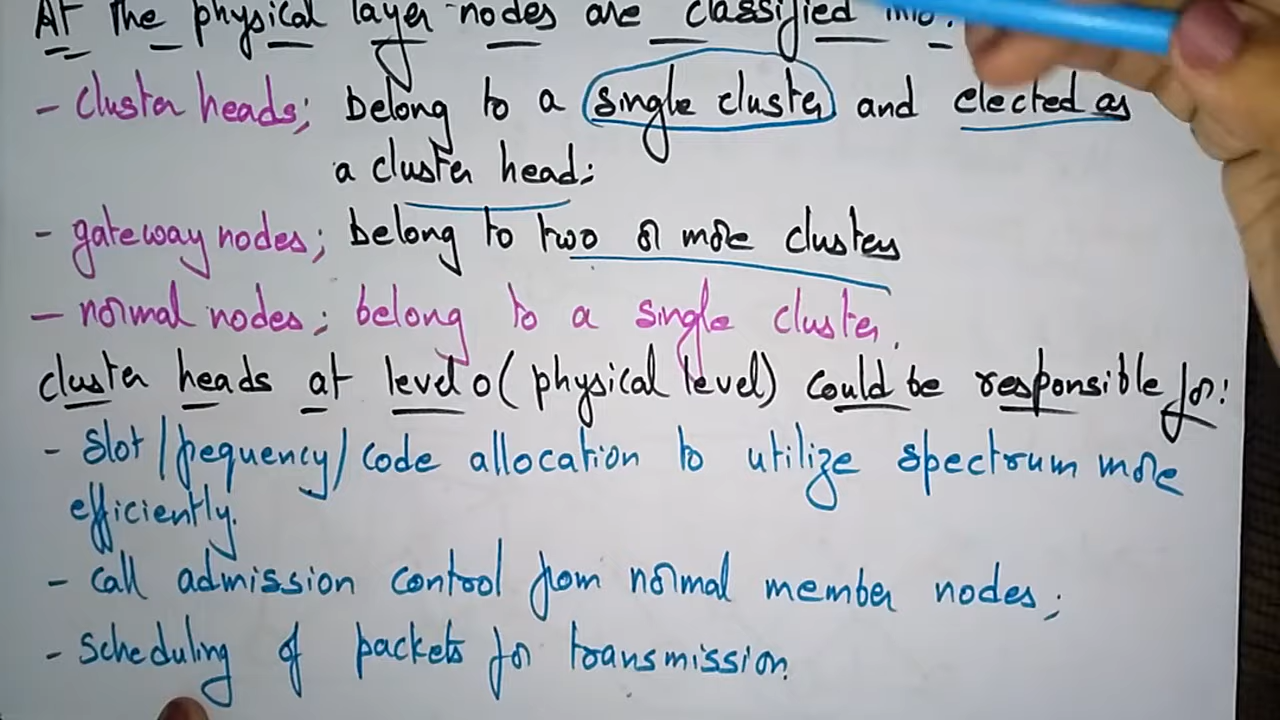 At the physical layer nodes are classified into:
- cluster heads; belong to a single cluster and elected as
a cluster head;
- gateway nodes; belong to two or more clusters
- normal nodes; belong to a single cluster.
cluster heads at level 0 (physical level) could be responsible for:
- slot/frequency/code allocation to utilize spectrum more
efficiently.
- call admission control from normal member nodes;
- scheduling of packets for transmission.